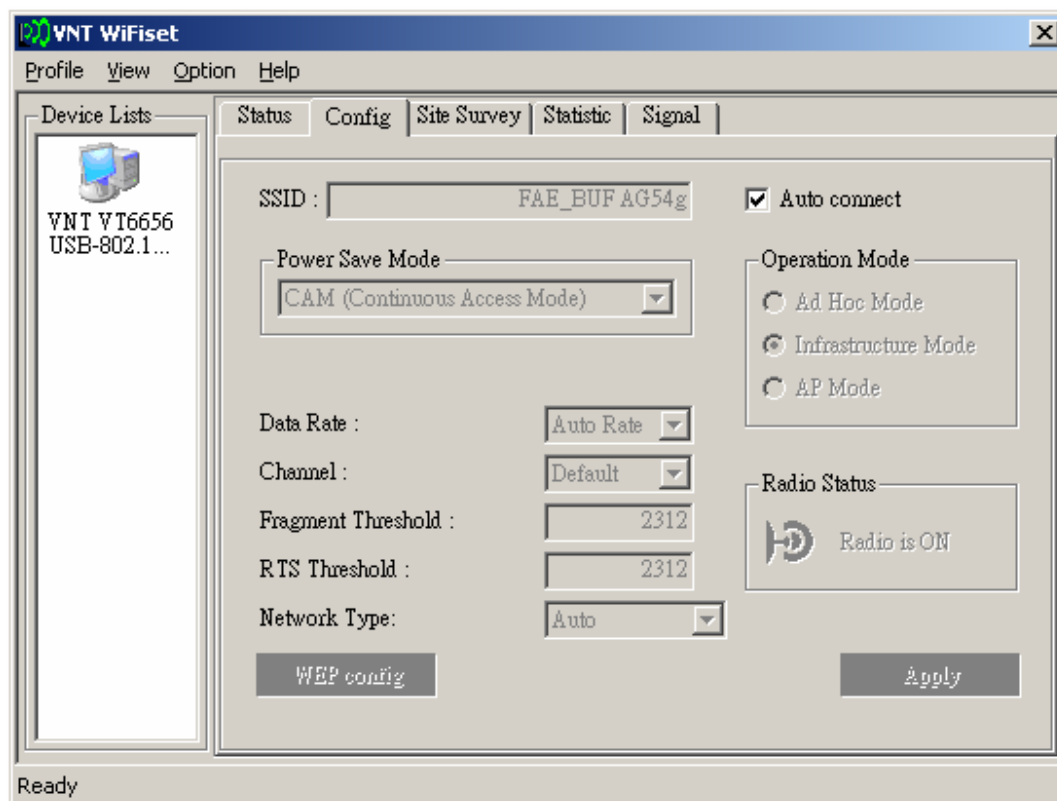 VNT WiFiset
Profile View Option Help
Device Lists
VNT VT6656
USB-802.1...
Status Config Site Survey Statistic Signal
SSID : FAE_BUF AG54g
Auto connect
Power Save Mode
CAM (Continuous Access Mode)
Operation Mode
Ad Hoc Mode
Infrastructure Mode
AP Mode
Data Rate : Auto Rate
Channel : Default
Fragment Threshold : 2312
RTS Threshold : 2312
Network Type: Auto
Radio Status
Radio is ON
WEP config
Apply
Ready